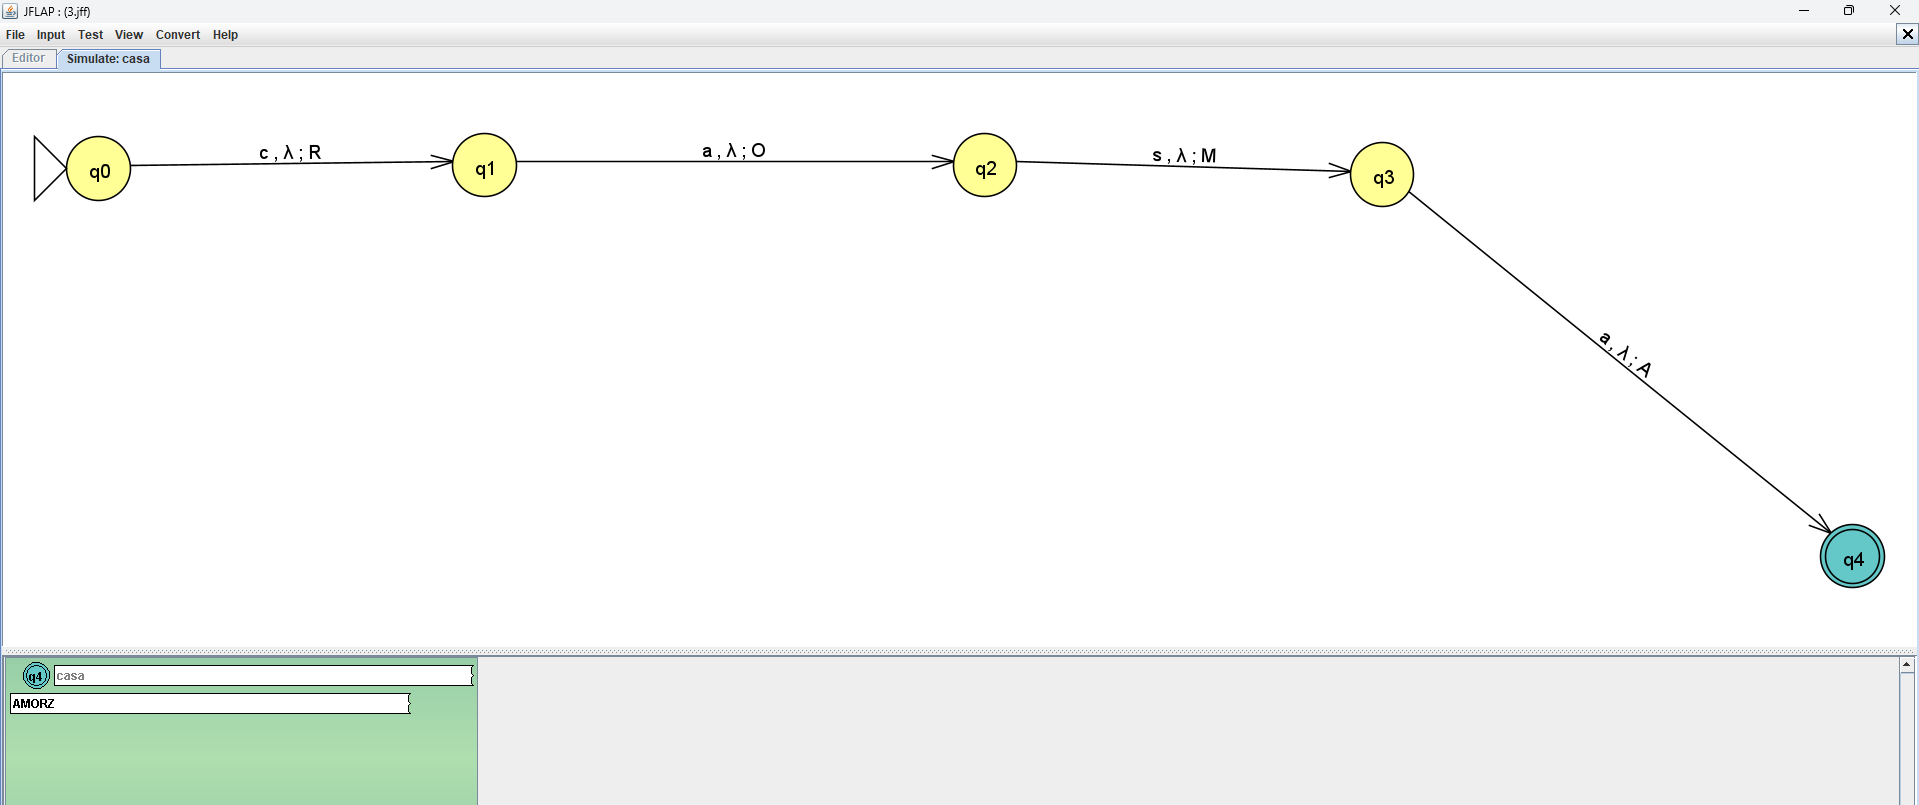 JFLAP : (3.jff)
File Input Test View Convert Help
Editor Simulate: casa
c , λ ; R
a , λ ; O
s , λ ; M
q0
q1
q2
q3
a , λ ; A
q4
q4 casa
AMORZ